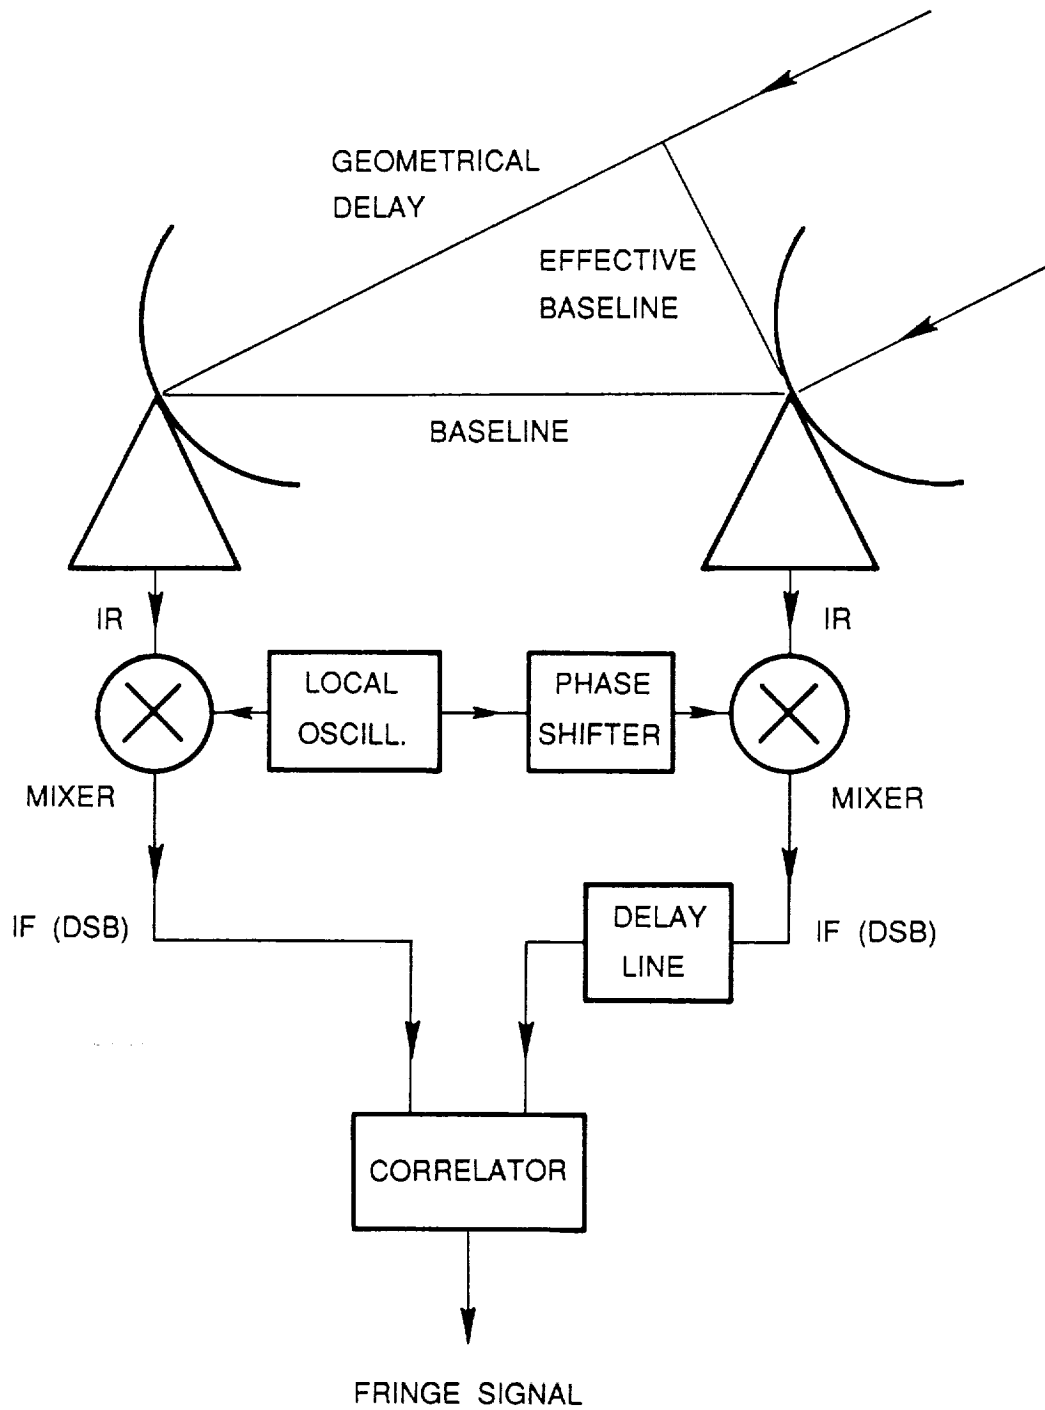 GEOMETRICAL
DELAY
EFFECTIVE
BASELINE
BASELINE
IR
IR
LOCAL
OSCILL.
PHASE
SHIFTER
MIXER
MIXER
IF (DSB)
DELAY
LINE
IF (DSB)
CORRELATOR
FRINGE SIGNAL